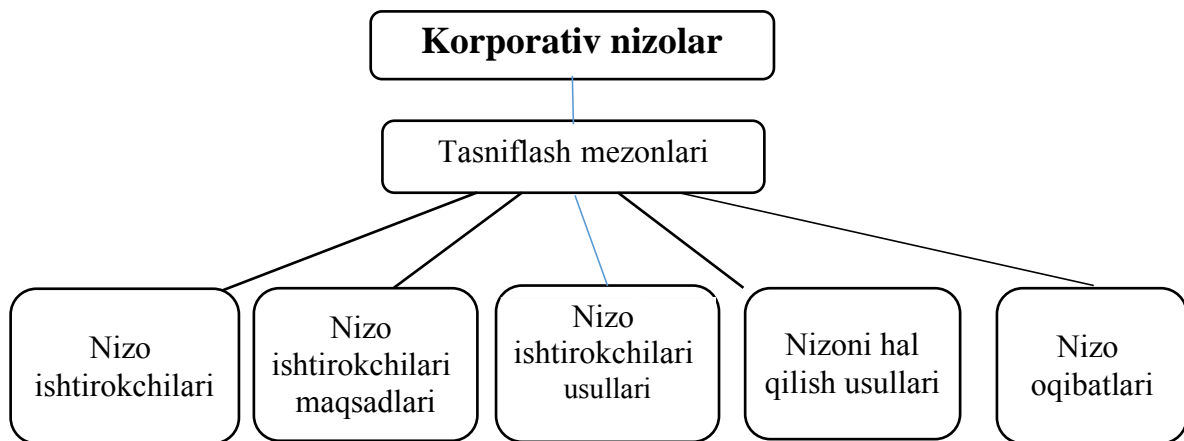 Korporativ nizolar
Tasniflash mezonlari
Nizo
ishtirokchilari
Nizo
ishtirokchilari
maqsadlari
Nizo
ishtirokchilari
usullari
Nizoni hal
qilish usullari
Nizo
oqibatlari